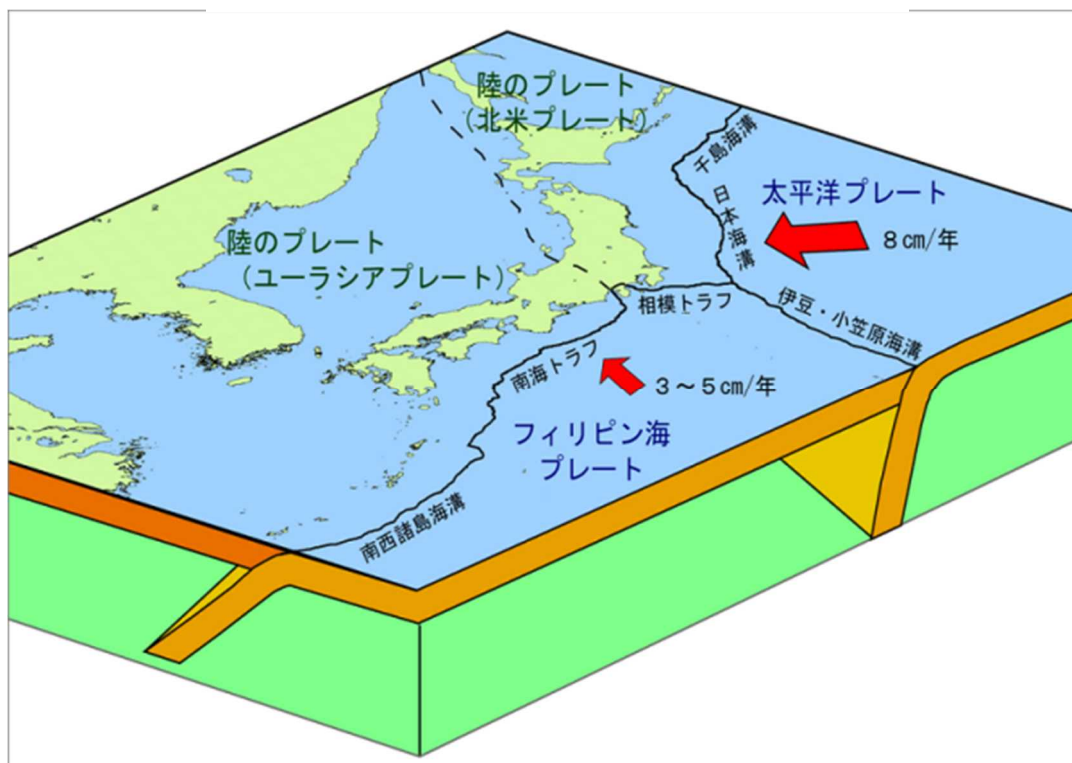 陸のプレート
(北米プレート)
千島海溝
太平洋プレート
日本海溝
8㎝/年
陸のプレート
(ユーラシアプレート)
相模トラフ
伊豆・小笠原海溝
南海トラフ
3~5㎝/年
フィリピン海
プレート
南西諸島海溝